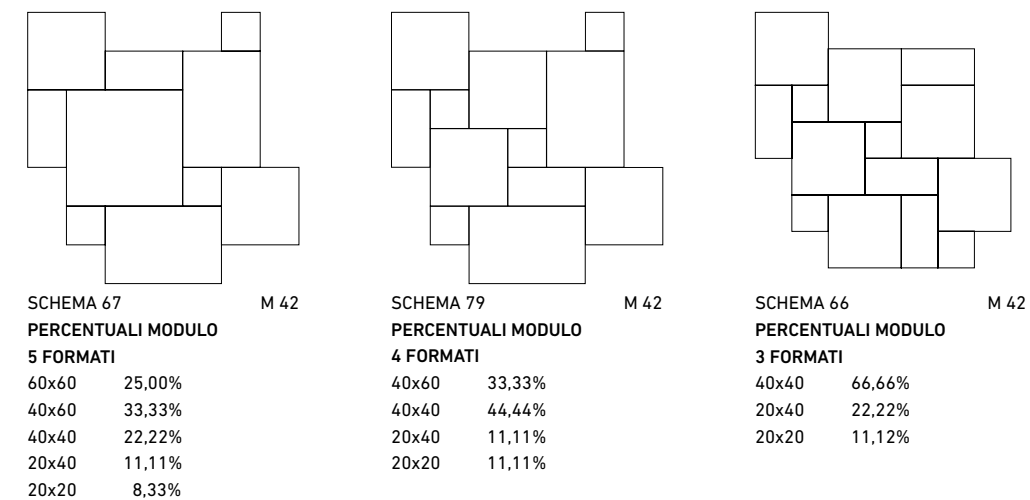 SCHEMA 67 M 42
PERCENTUALI MODULO
5 FORMATI
60x60 25,00%
40x60 33,33%
40x40 22,22%
20x40 11,11%
20x20 8,33%
SCHEMA 79 M 42
PERCENTUALI MODULO
4 FORMATI
40x60 33,33%
40x40 44,44%
20x40 11,11%
20x20 11,11%
SCHEMA 66 M 42
PERCENTUALI MODULO
3 FORMATI
40x40 66,66%
20x40 22,22%
20x20 11,12%